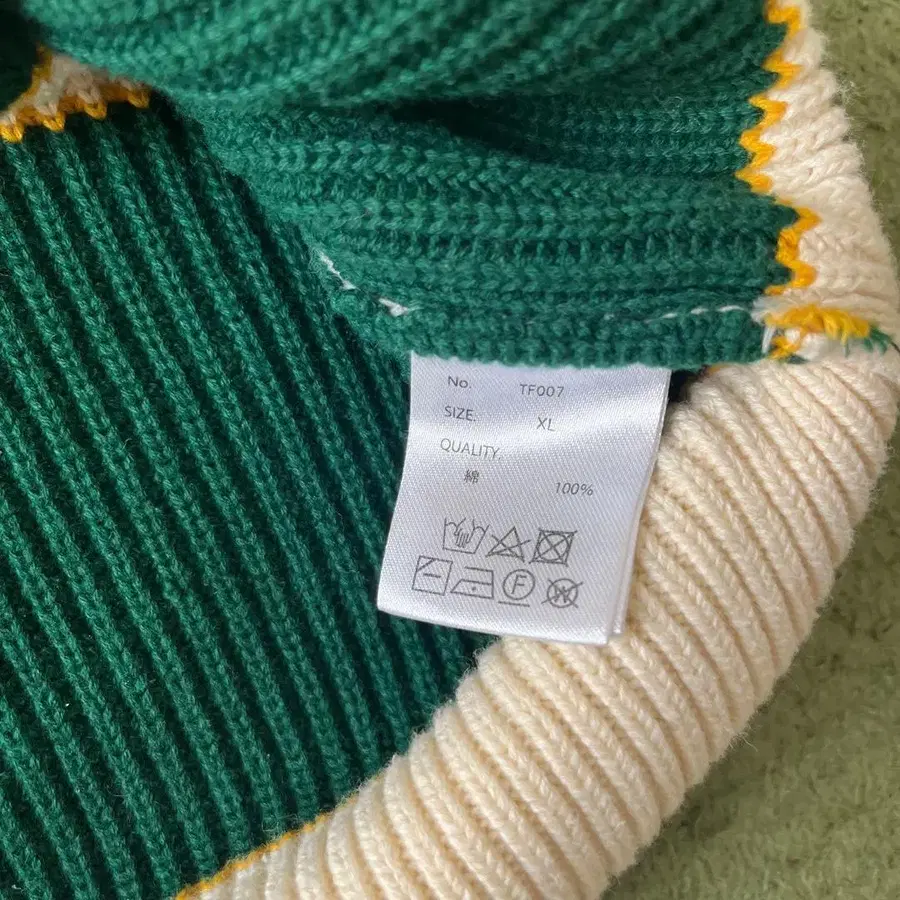 No. TF007
SIZE. XL
QUALITY.
綿 100%
F
W